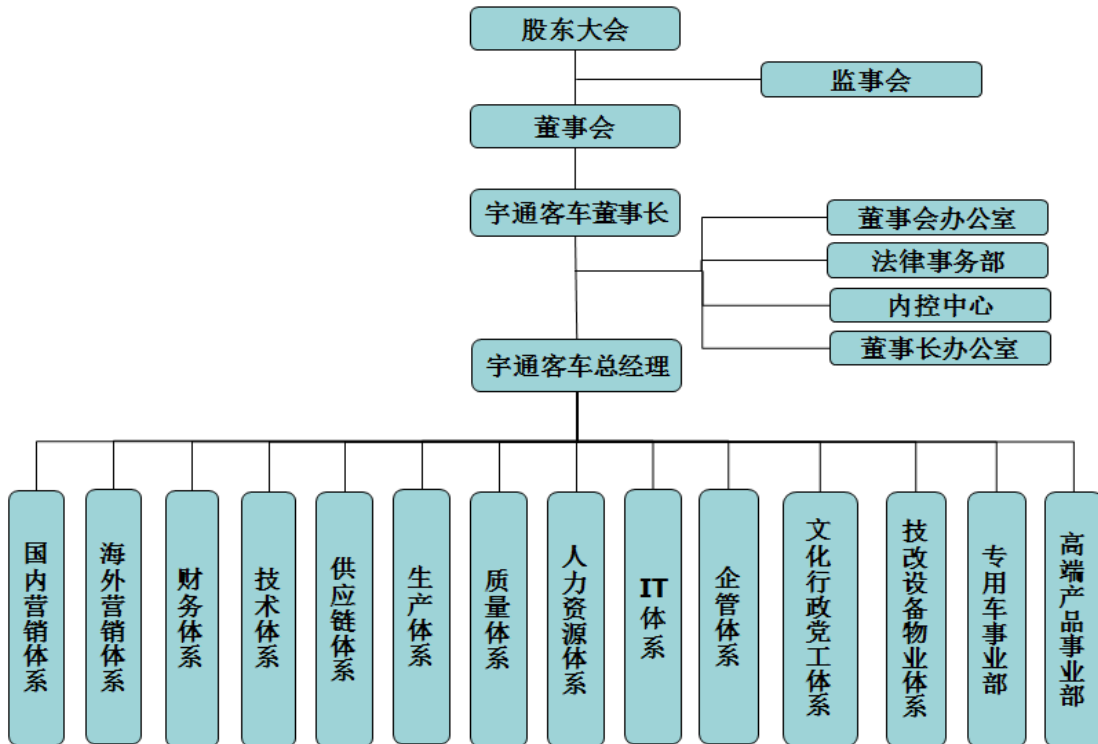 股东大会
监事会
董事会
宇通客车董事长
董事会办公室
法律事务部
内控中心
董事长办公室
宇通客车总经理
国内营销体系
海外营销体系
财务体系
技术体系
供应链体系
生产体系
质量体系
人力资源体系
IT体系
企管体系
文化行政党工体系
技改设备物业体系
专用车事业部
高端产品事业部